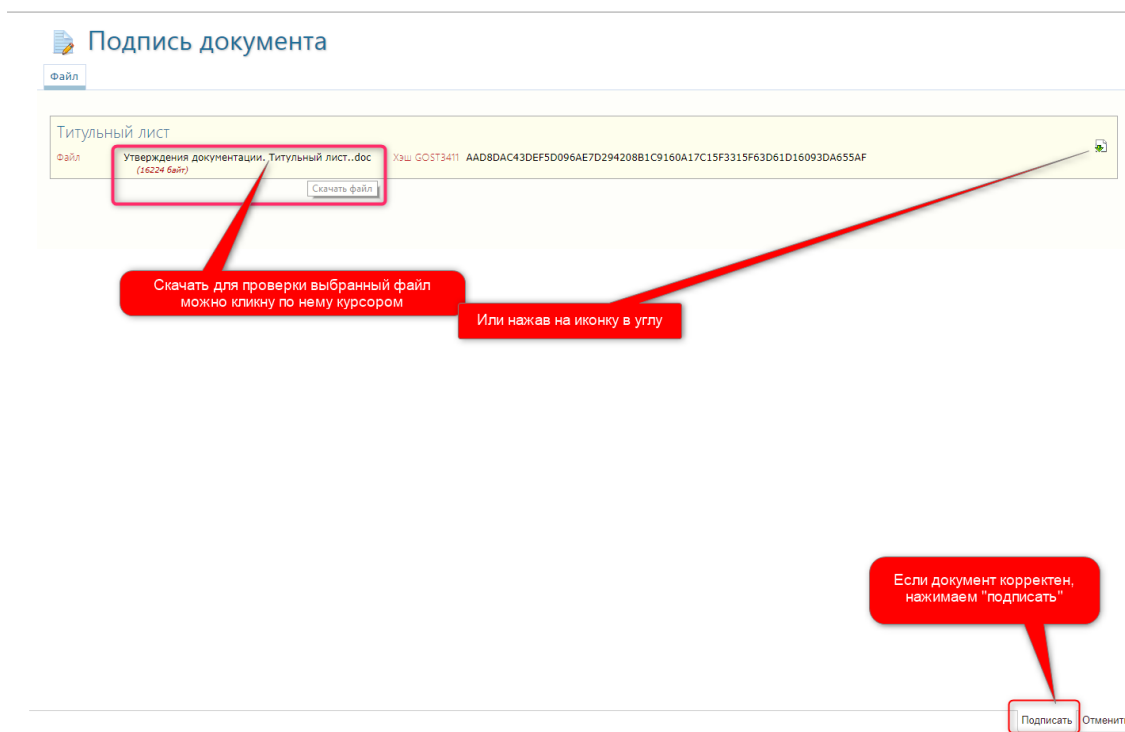 Подпись документа
Файл
Титульный лист
Файл Утверждения документации. Титульный лист..doc Хэш GOST3411 AAD8DAC43DEF5D096AE7D294208B1C9160A17C15F3315F63D61D16093DA655AF
(16224 байт)
Скачать файл
Скачать для проверки выбранный файл
можно кликну по нему курсором
Или нажав на иконку в углу
Если документ корректен,
нажимаем "подписать"
Подписать Отменить